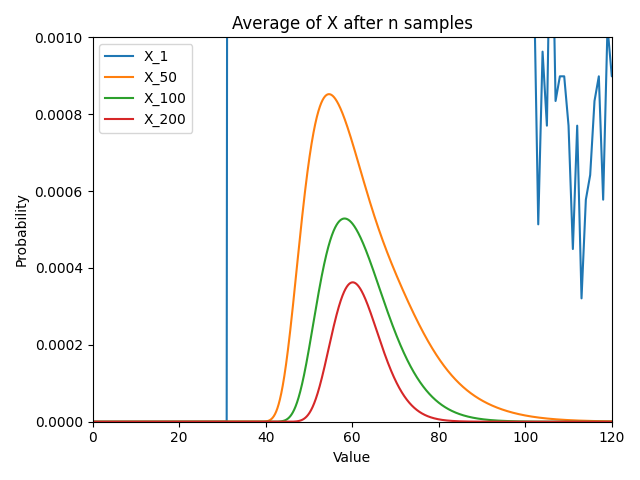 Average of X after n samples
0.0010
0.0008
0.0006
0.0004
0.0002
0.0000
Probability
X_1
X_50
X_100
X_200
0 20 40 60 80 100 120
Value